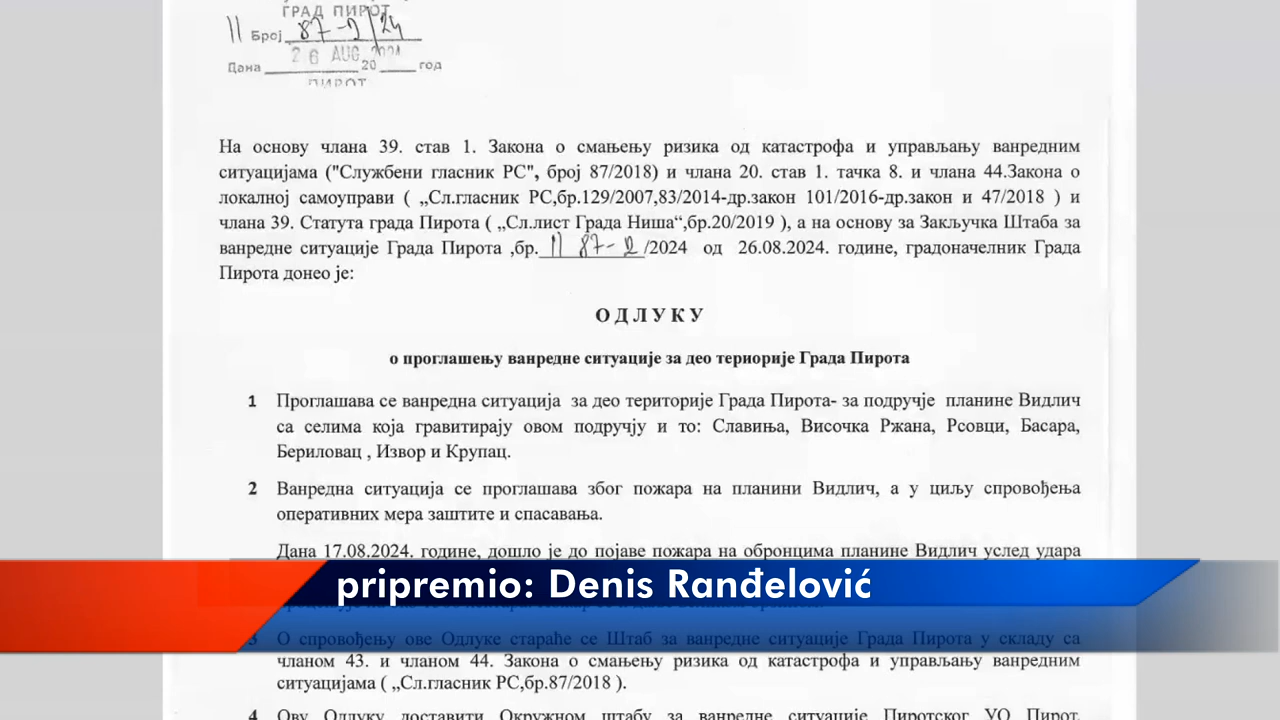 ГРАД ПИРОТ
II Број 87-2/24
Дана 26 AUG 2024 20 год
ПИРОТ
На основу члана 39. став 1. Закона о смањењу ризика од катастрофа и управљању ванредним
ситуацијама ("Службени гласник РС", број 87/2018) и члана 20. став 1. тачка 8. и члана 44.Закона о
локалној самоуправи ( „Сл.гласник РС,бр.129/2007,83/2014-др.закон 101/2016-др.закон и 47/2018 ) и
члана 39. Статута града Пирота ( „Сл.лист Града Ниша“,бр.20/2019 ), а на основу за Закључка Штаба за
ванредне ситуације Града Пирота ,бр. II 87-2/2024 од 26.08.2024. године, градоначелник Града
Пирота донео је:
О Д Л У К У
о проглашењу ванредне ситуације за део териорије Града Пирота
1 Проглашава се ванредна ситуација за део територије Града Пирота- за подручје планине Видлич
са селима која гравитирају овом подручју и то: Славиња, Височка Ржана, Рсовци, Басара,
Бериловац , Извор и Крупац.
2 Ванредна ситуација се проглашава због пожара на планини Видлич, а у циљу спровођења
оперативних мера заштите и спасавања.
Дана 17.08.2024. године, дошло је до појаве пожара на обронцима планине Видлич услед удара
pripremio: Denis Ranđelović
3 О спровођењу ове Одлуке стараће се Штаб за ванредне ситуације Града Пирота у складу са
чланом 43. и чланом 44. Закона о смањењу ризика од катастрофа и управљању ванредним
ситуацијама ( „Сл.гласник РС,бр.87/2018 ).
4 Ову Одлуку доставити Окружном штабу за ванредне ситуације Пиротског УО Пирот,